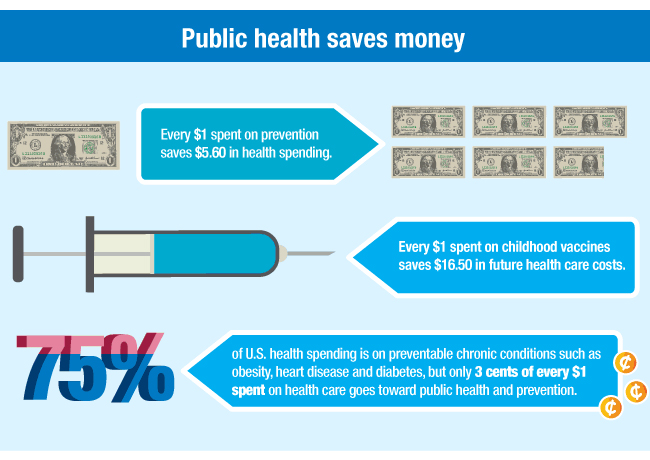 Public health saves money
Every $1 spent on prevention
saves $5.60 in health spending.
Every $1 spent on childhood vaccines
saves $16.50 in future health care costs.
75%
of U.S. health spending is on preventable chronic conditions such as
obesity, heart disease and diabetes, but only 3 cents of every $1
spent on health care goes toward public health and prevention.
¢
¢
¢